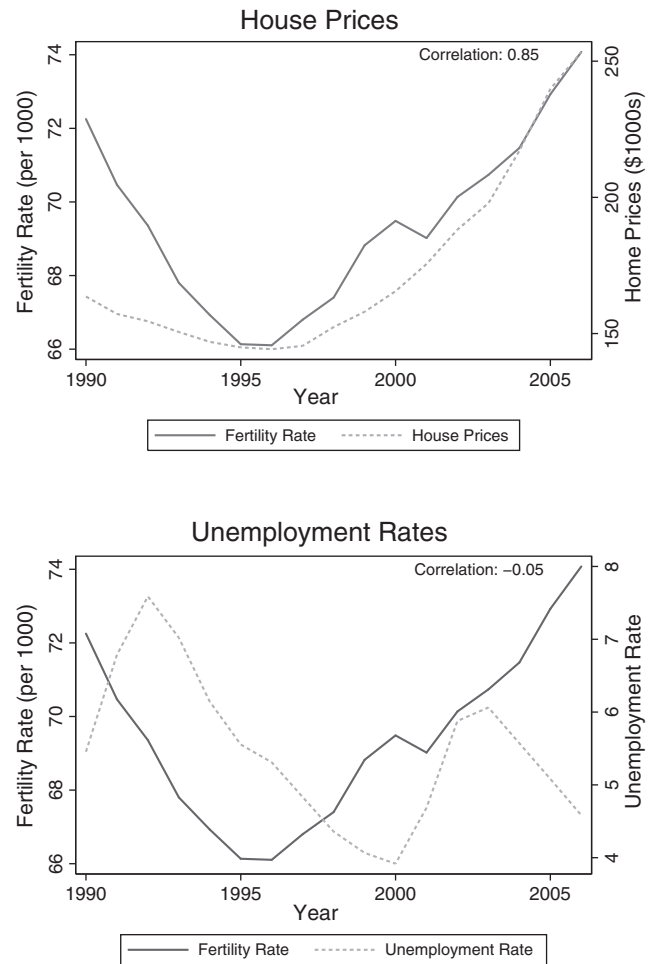 House Prices
Correlation: 0.85
Fertility Rate (per 1000)
74
72
70
68
66
Home Prices ($1000s)
250
200
150
1990
1995
2000
2005
Year
Fertility Rate
House Prices
Unemployment Rates
Correlation: −0.05
Fertility Rate (per 1000)
74
72
70
68
66
Unemployment Rate
8
7
6
5
4
1990
1995
2000
2005
Year
Fertility Rate
Unemployment Rate